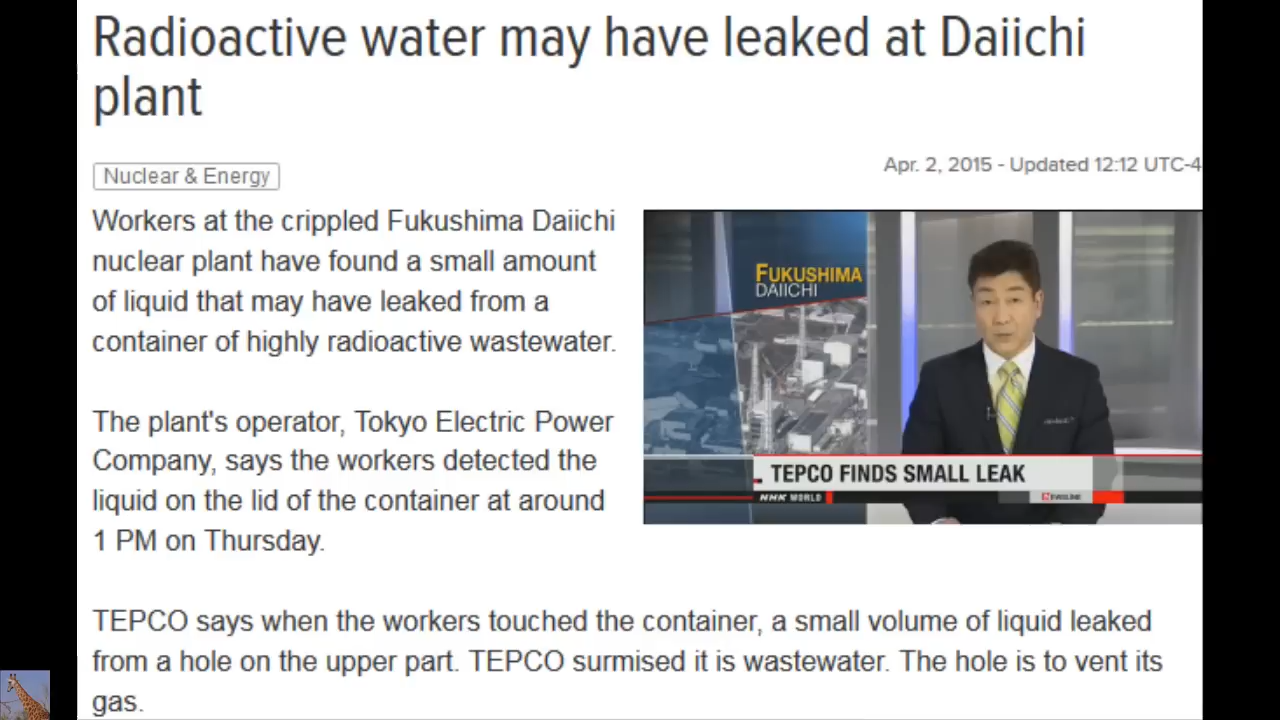 Radioactive water may have leaked at Daiichi
plant
Nuclear & Energy
Apr. 2, 2015 - Updated 12:12 UTC-4
Workers at the crippled Fukushima Daiichi
nuclear plant have found a small amount
of liquid that may have leaked from a
container of highly radioactive wastewater.
The plant's operator, Tokyo Electric Power
Company, says the workers detected the
liquid on the lid of the container at around
1 PM on Thursday.
FUKUSHIMA
DAIICHI
TEPCO FINDS SMALL LEAK
NHK WORLD
NEWSLINE
TEPCO says when the workers touched the container, a small volume of liquid leaked
from a hole on the upper part. TEPCO surmised it is wastewater. The hole is to vent its
gas.